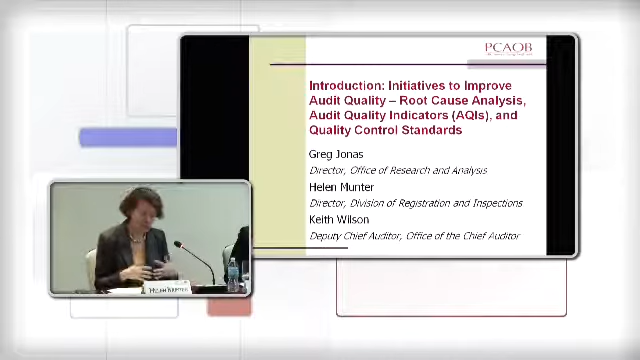 PCAOB
Introduction: Initiatives to Improve
Audit Quality – Root Cause Analysis,
Audit Quality Indicators (AQIs), and
Quality Control Standards
Greg Jonas
Director, Office of Research and Analysis
Helen Munter
Director, Division of Registration and Inspections
Keith Wilson
Deputy Chief Auditor, Office of the Chief Auditor
HELEN